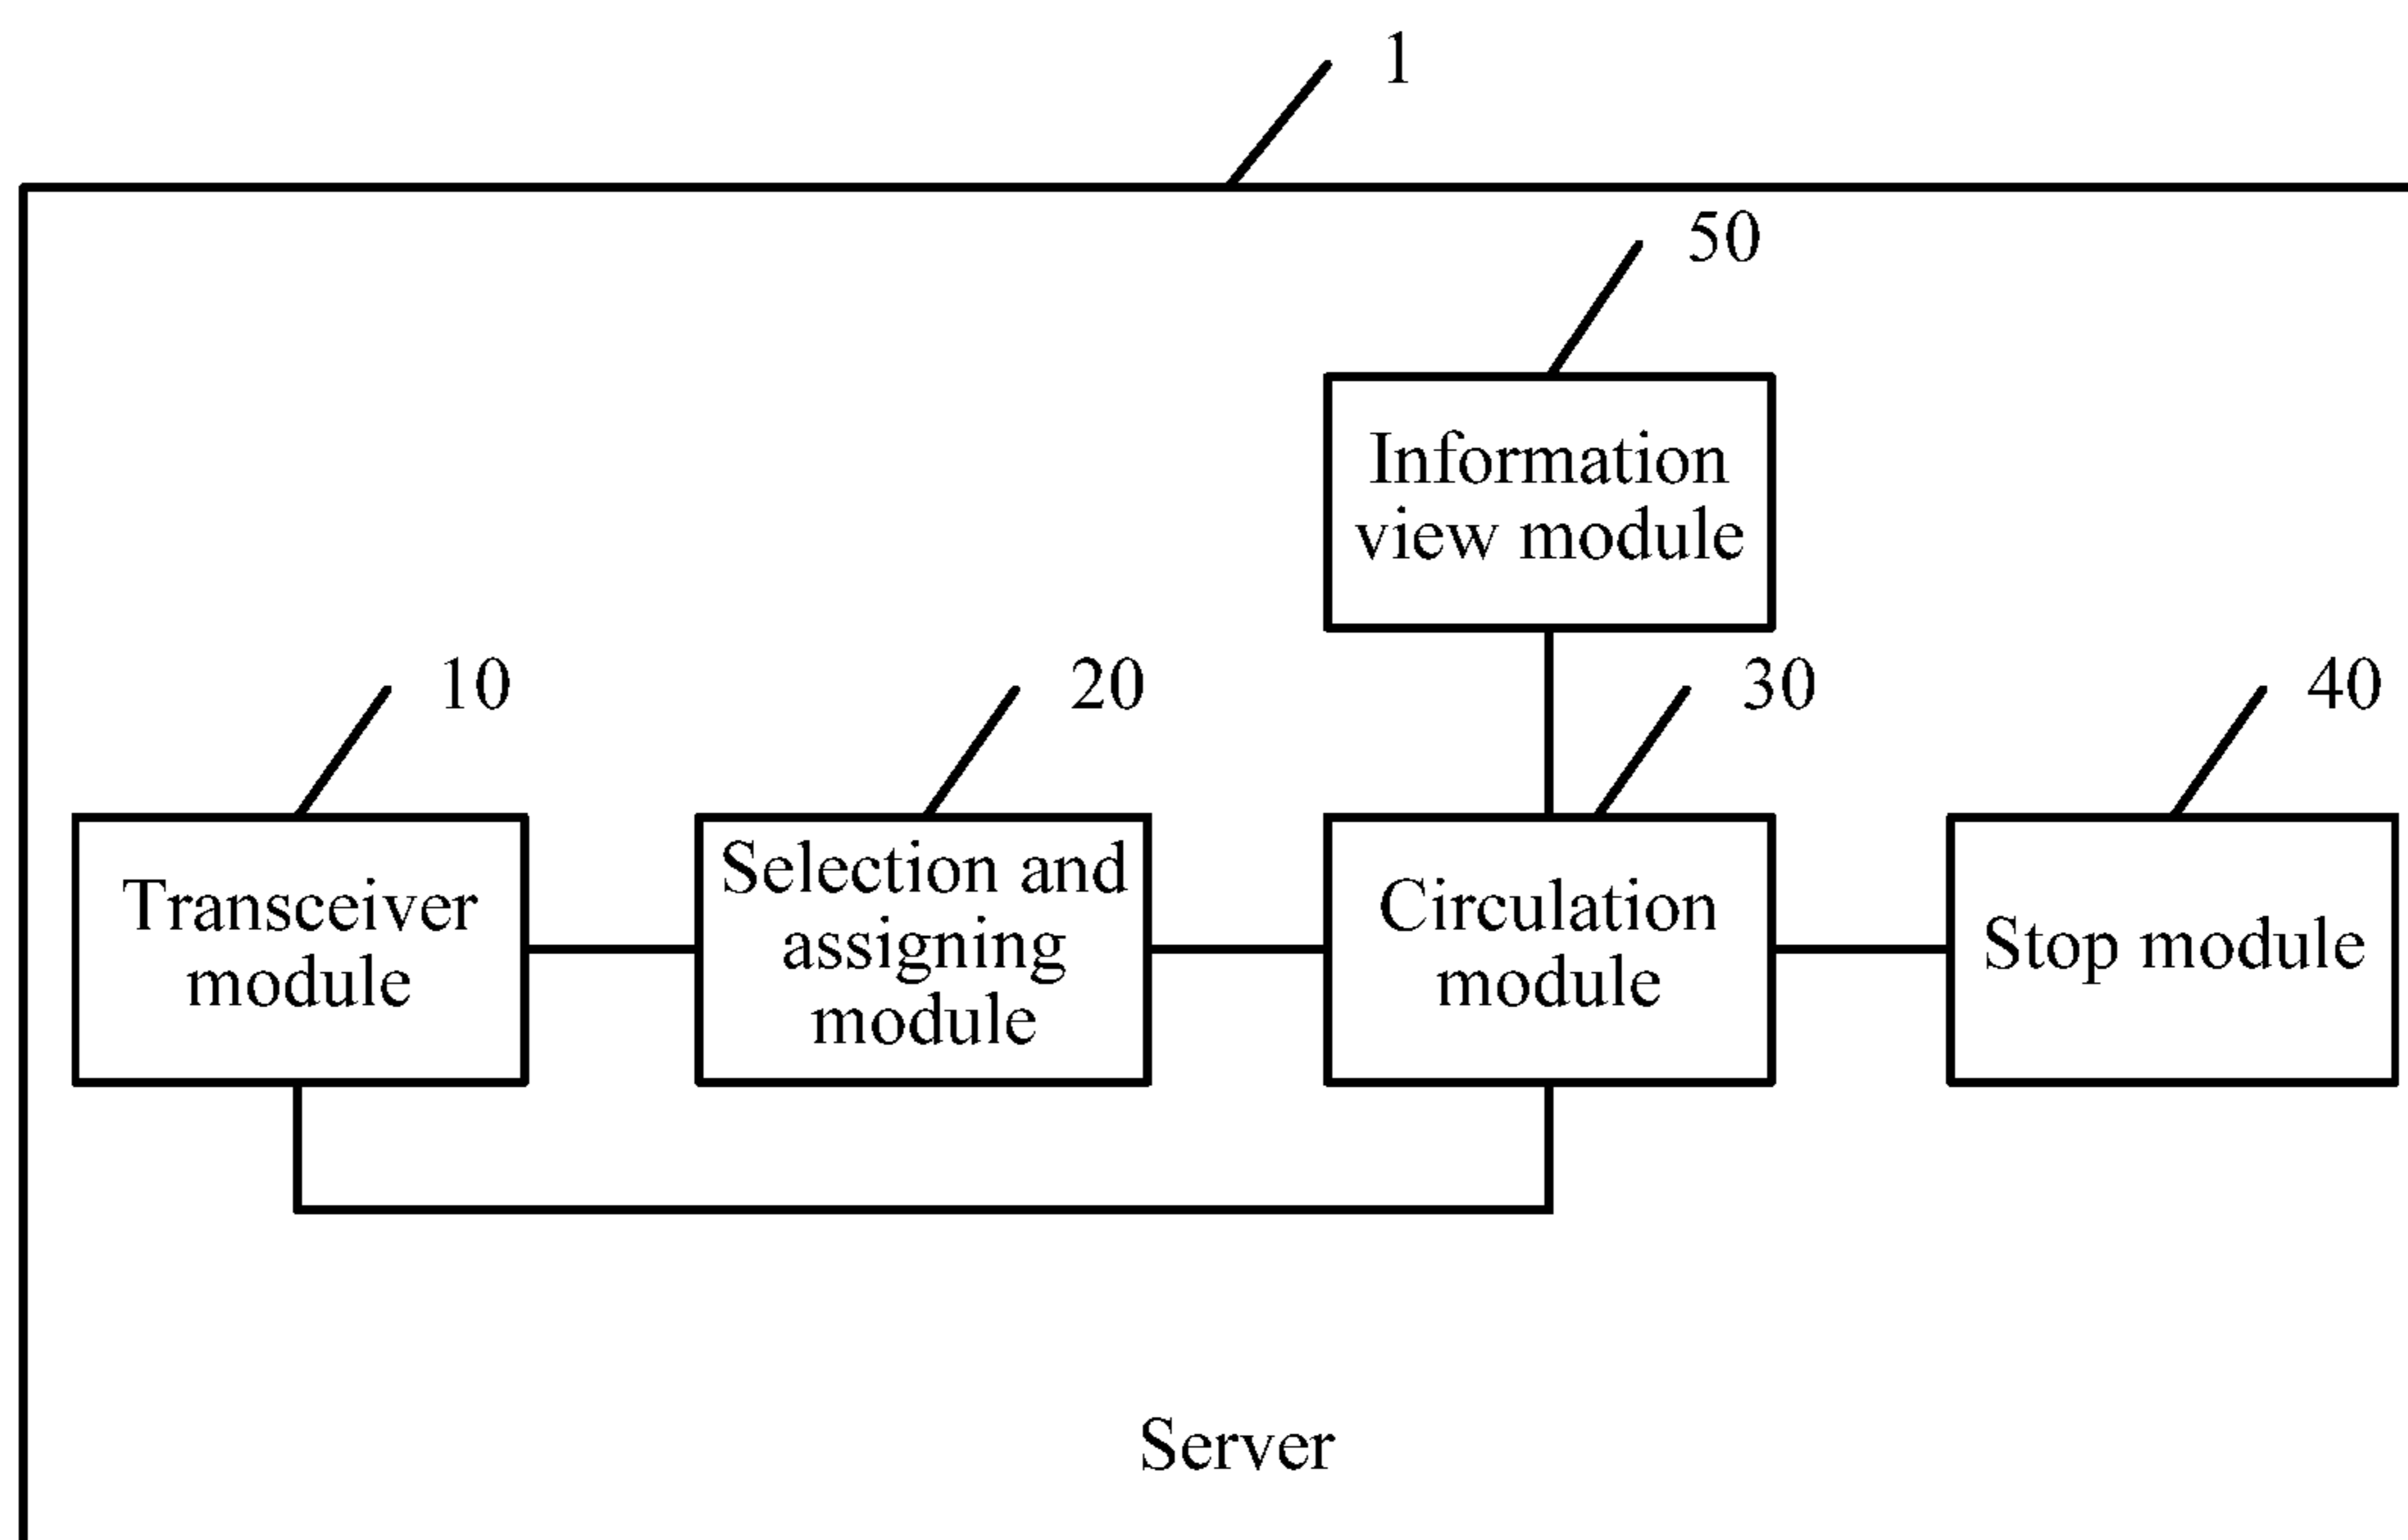 1
50
Information
view module
10
20
30
40
Transceiver
module
Selection and
assigning
module
Circulation
module
Stop module
Server